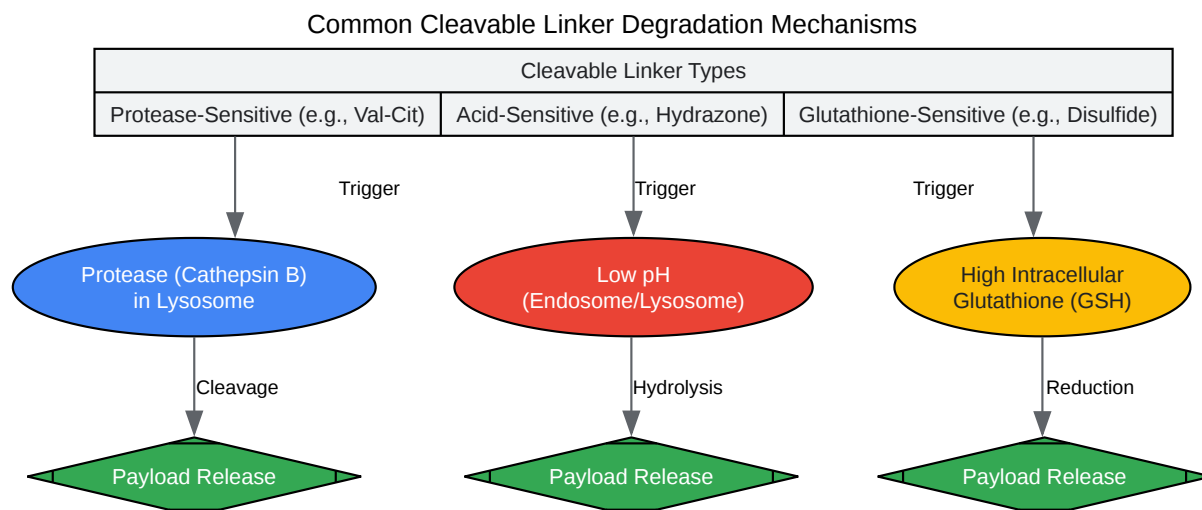 Common Cleavable Linker Degradation Mechanisms
Cleavable Linker Types
Protease-Sensitive (e.g., Val-Cit)
Acid-Sensitive (e.g., Hydrazone)
Glutathione-Sensitive (e.g., Disulfide)
Trigger
Trigger
Trigger
Protease (Cathepsin B)
in Lysosome
Low pH
(Endosome/Lysosome)
High Intracellular
Glutathione (GSH)
Cleavage
Hydrolysis
Reduction
Payload Release
Payload Release
Payload Release